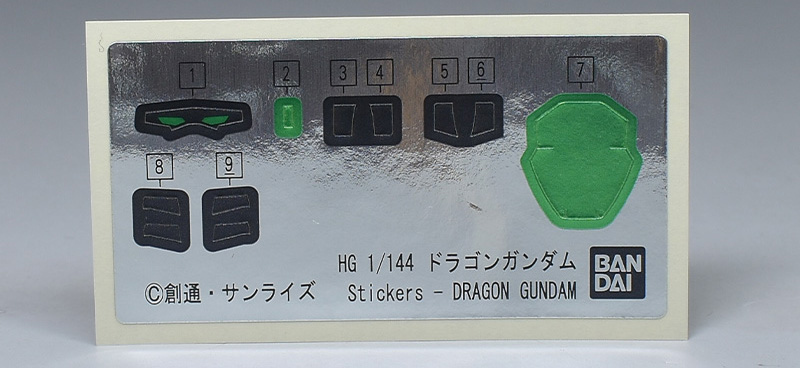 1 2 3 4 5 6 7
8 9
HG 1/144 ドラゴンガンダム
©創通・サンライズ Stickers - DRAGON GUNDAM
BAN
DAI